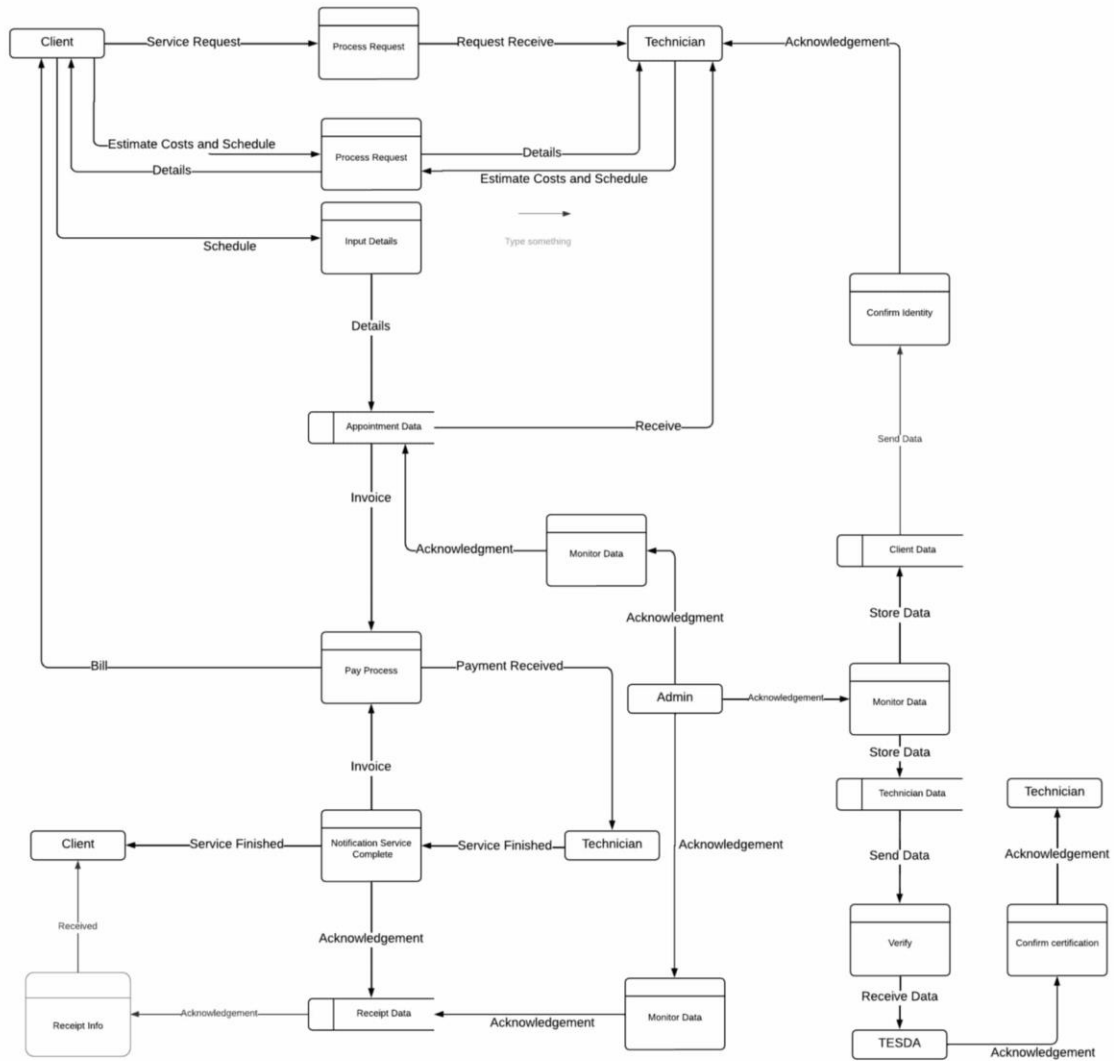 Client
Service Request
Process Request
Request Receive
Technician
Acknowledgement
Estimate Costs and Schedule
Details
Process Request
Details
Estimate Costs and Schedule
Schedule
Input Details
Type something
Details
Confirm Identity
Appointment Data
Receive
Send Data
Invoice
Acknowledgment
Monitor Data
Client Data
Acknowledgment
Store Data
Bill
Pay Process
Payment Received
Admin
Acknowledgement
Monitor Data
Store Data
Invoice
Technician Data
Technician
Client
Service Finished
Notification Service
Complete
Service Finished
Technician
Acknowledgement
Send Data
Acknowledgement
Received
Acknowledgement
Verify
Confirm certification
Receive Data
Receipt Info
Acknowledgement
Receipt Data
Acknowledgement
Monitor Data
TESDA
Acknowledgement